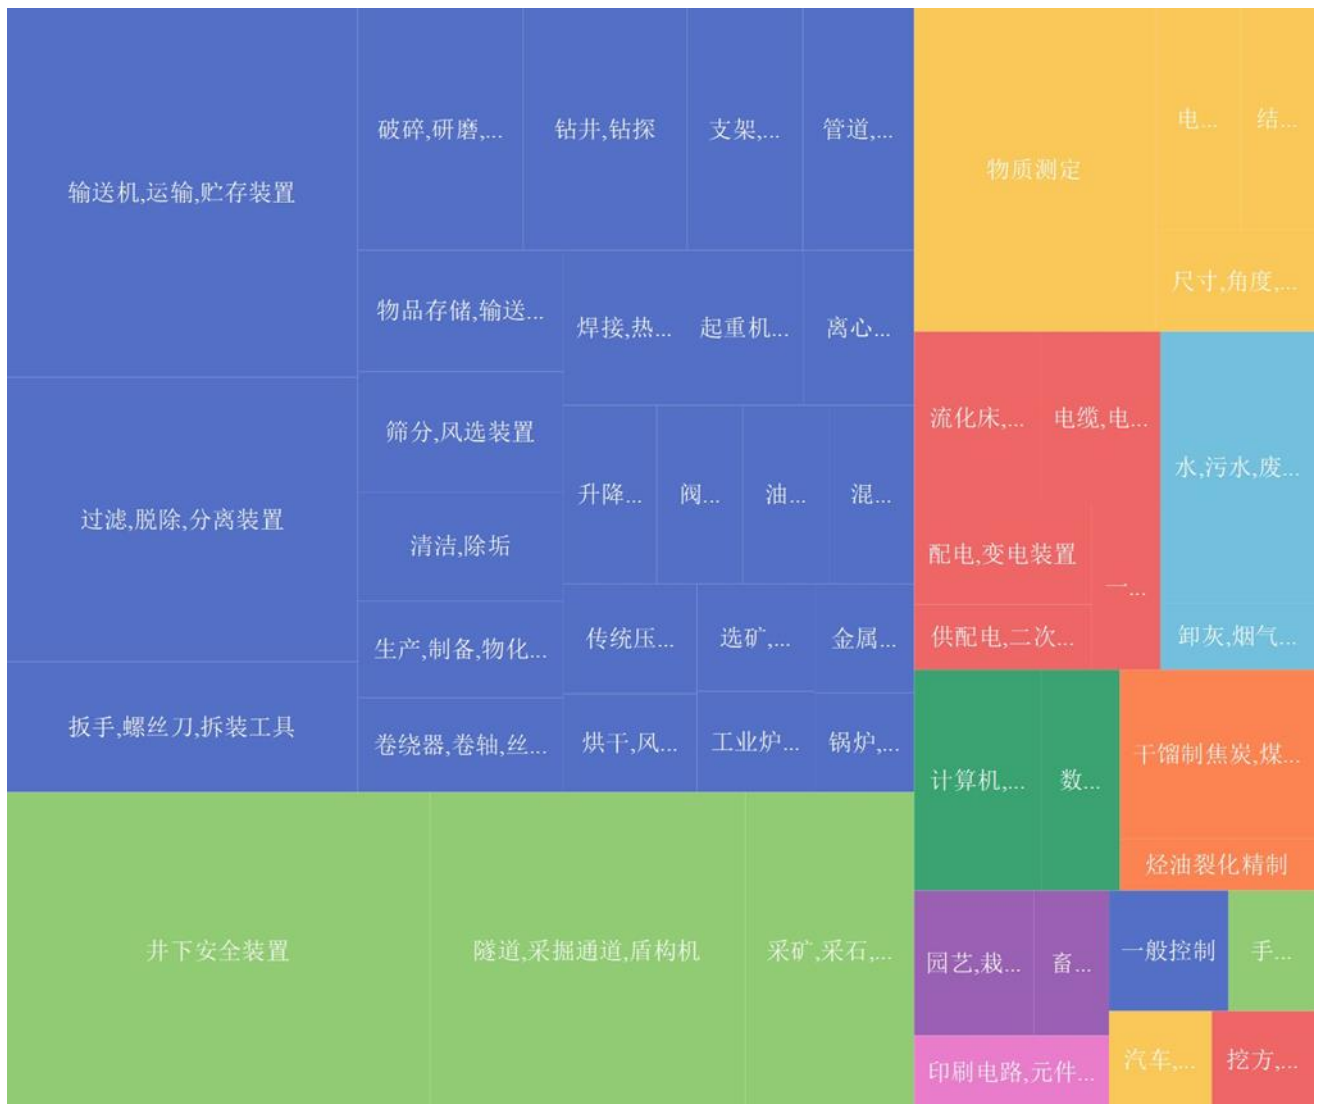 输送机,运输,贮存装置
过滤,脱除,分离装置
扳手,螺丝刀,拆装工具
破碎,研磨,...
钻井,钻探
支架,...
管道,...
物品存储,输送...
筛分,风选装置
清洁,除垢
生产,制备,物化...
卷绕器,卷轴,丝...
焊接,热...
起重机...
离心...
升降...
阀...
油...
混...
传统压...
选矿,...
金属...
烘干,风...
工业炉...
锅炉,...
井下安全装置
隧道,采掘通道,盾构机
采矿,采石,...
物质测定
电...
结...
尺寸,角度,...
流化床,...
电缆,电...
配电,变电装置
一...
供配电,二次...
水,污水,废...
卸灰,烟气...
计算机,...
数...
干馏制焦炭,煤...
烃油裂化精制
园艺,栽...
畜...
印刷电路,元件...
一般控制
手...
汽车,...
挖方,...